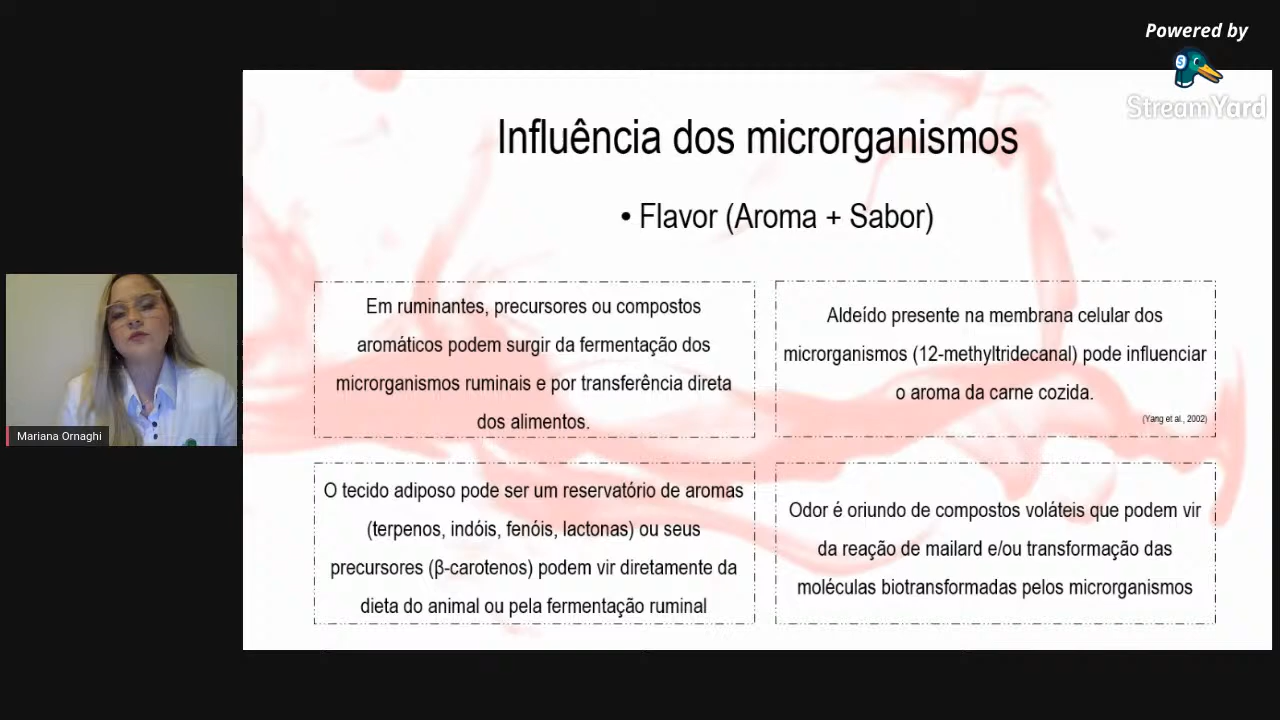 Powered by
StreamYard
Influência dos microrganismos
• Flavor (Aroma + Sabor)
Em ruminantes, precursores ou compostos
aromáticos podem surgir da fermentação dos
microrganismos ruminais e por transferência direta
dos alimentos.
Aldeído presente na membrana celular dos
microrganismos (12-methyltridecanal) pode influenciar
o aroma da carne cozida.
(Yang et al., 2002)
O tecido adiposo pode ser um reservatório de aromas
(terpenos, indóis, fenóis, lactonas) ou seus
precursores (β-carotenos) podem vir diretamente da
dieta do animal ou pela fermentação ruminal
Odor é oriundo de compostos voláteis que podem vir
da reação de mailard e/ou transformação das
moléculas biotransformadas pelos microrganismos
Mariana Ornaghi